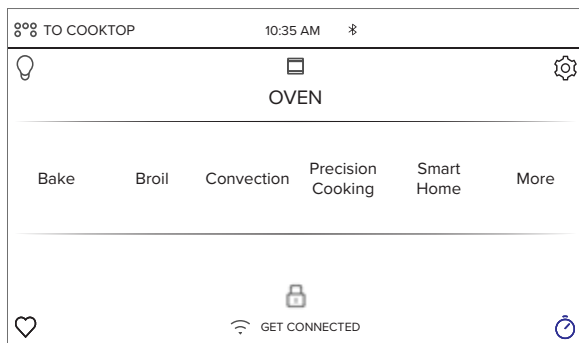 TO COOKTOP 10:35 AM
OVEN
Bake Broil Convection Precision Cooking Smart Home More
GET CONNECTED